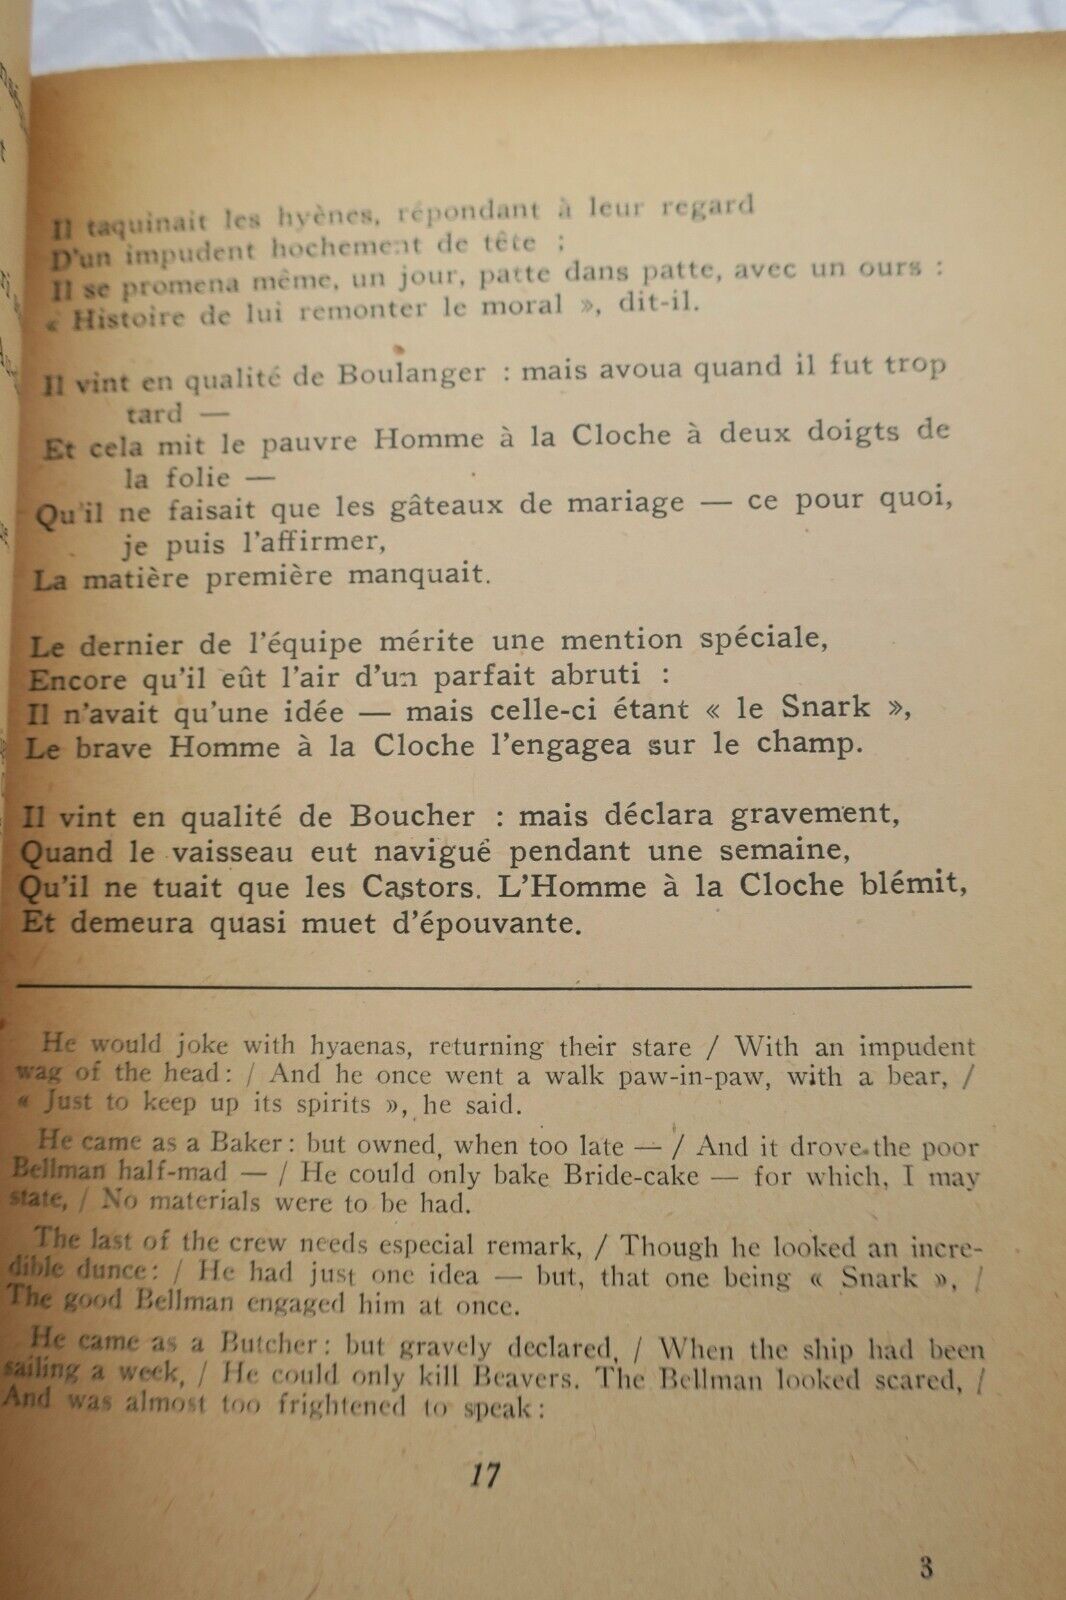 Il taquinait les hyènes, répondant à leur regard
D'un impudent hochement de tête ;
Il se promena même, un jour, patte dans patte, avec un ours :
« Histoire de lui remonter le moral », dit-il.
Il vint en qualité de Boulanger : mais avoua quand il fut trop
tard —
Et cela mit le pauvre Homme à la Cloche à deux doigts de
la folie —
Qu'il ne faisait que les gâteaux de mariage — ce pour quoi,
je puis l'affirmer,
La matière première manquait.
Le dernier de l'équipe mérite une mention spéciale,
Encore qu'il eût l'air d'un parfait abruti :
Il n'avait qu'une idée — mais celle-ci étant « le Snark »,
Le brave Homme à la Cloche l'engagea sur le champ.
Il vint en qualité de Boucher : mais déclara gravement,
Quand le vaisseau eut navigué pendant une semaine,
Qu'il ne tuait que les Castors. L'Homme à la Cloche blémit,
Et demeura quasi muet d'épouvante.
He would joke with hyaenas, returning their stare / With an impudent
wag of the head : / And he once went a walk paw-in-paw, with a bear, /
« Just to keep up its spirits », he said.
He came as a Baker : but owned, when too late — / And it drove the poor
Bellman half-mad — / He could only bake Bride-cake — for which, I may
state, / No materials were to be had.
The last of the crew needs especial remark, / Though he looked an incre-
dible dunce : / He had just one idea — but, that one being « Snark », /
The good Bellman engaged him at once.
He came as a Butcher : but gravely declared, / When the ship had been
sailing a week, / He could only kill Beavers. The Bellman looked scared, /
And was almost too frightened to speak :
17
3